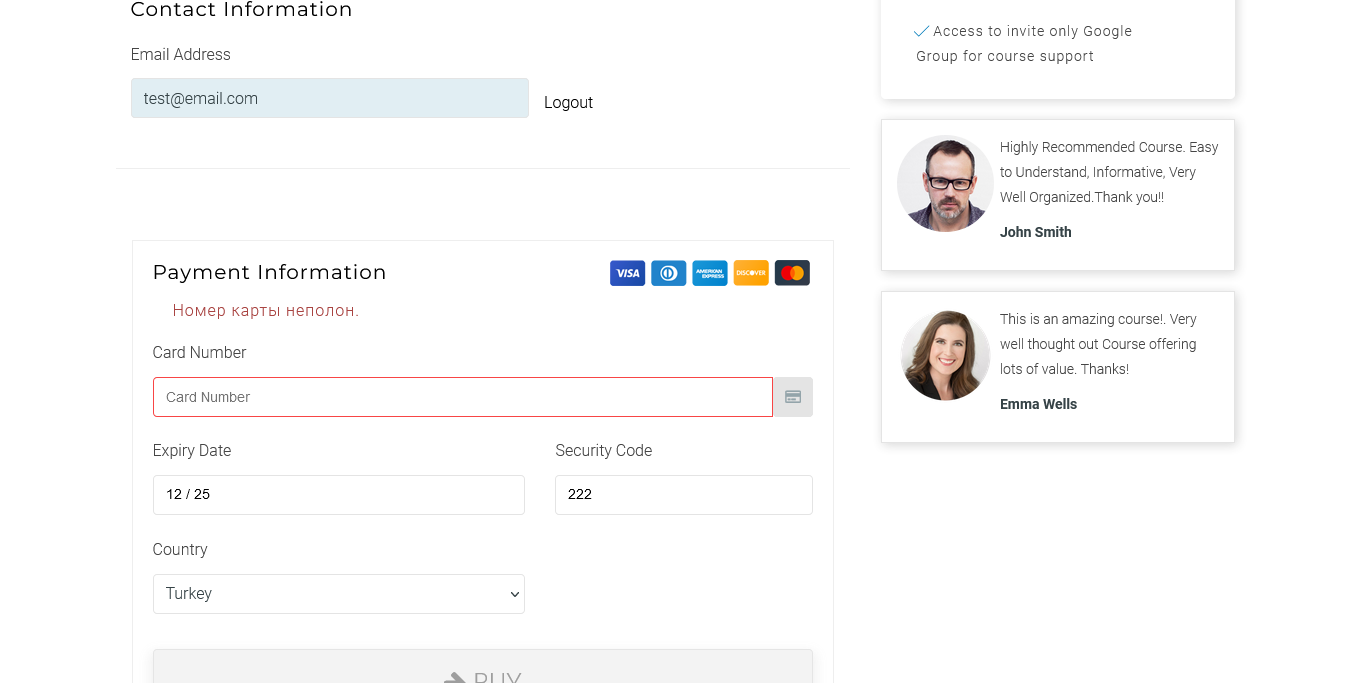 Contact Information
Email Address
test@email.com
Logout
Payment Information
VISA
AMERICAN
EXPRESS
DISCOVER
Номер карты неполон.
Card Number
Card Number
Expiry Date
Security Code
12 / 25
222
Country
Turkey
BUY
Access to invite only Google
Group for course support
Highly Recommended Course. Easy
to Understand, Informative, Very
Well Organized.Thank you!!
John Smith
This is an amazing course!. Very
well thought out Course offering
lots of value. Thanks!
Emma Wells